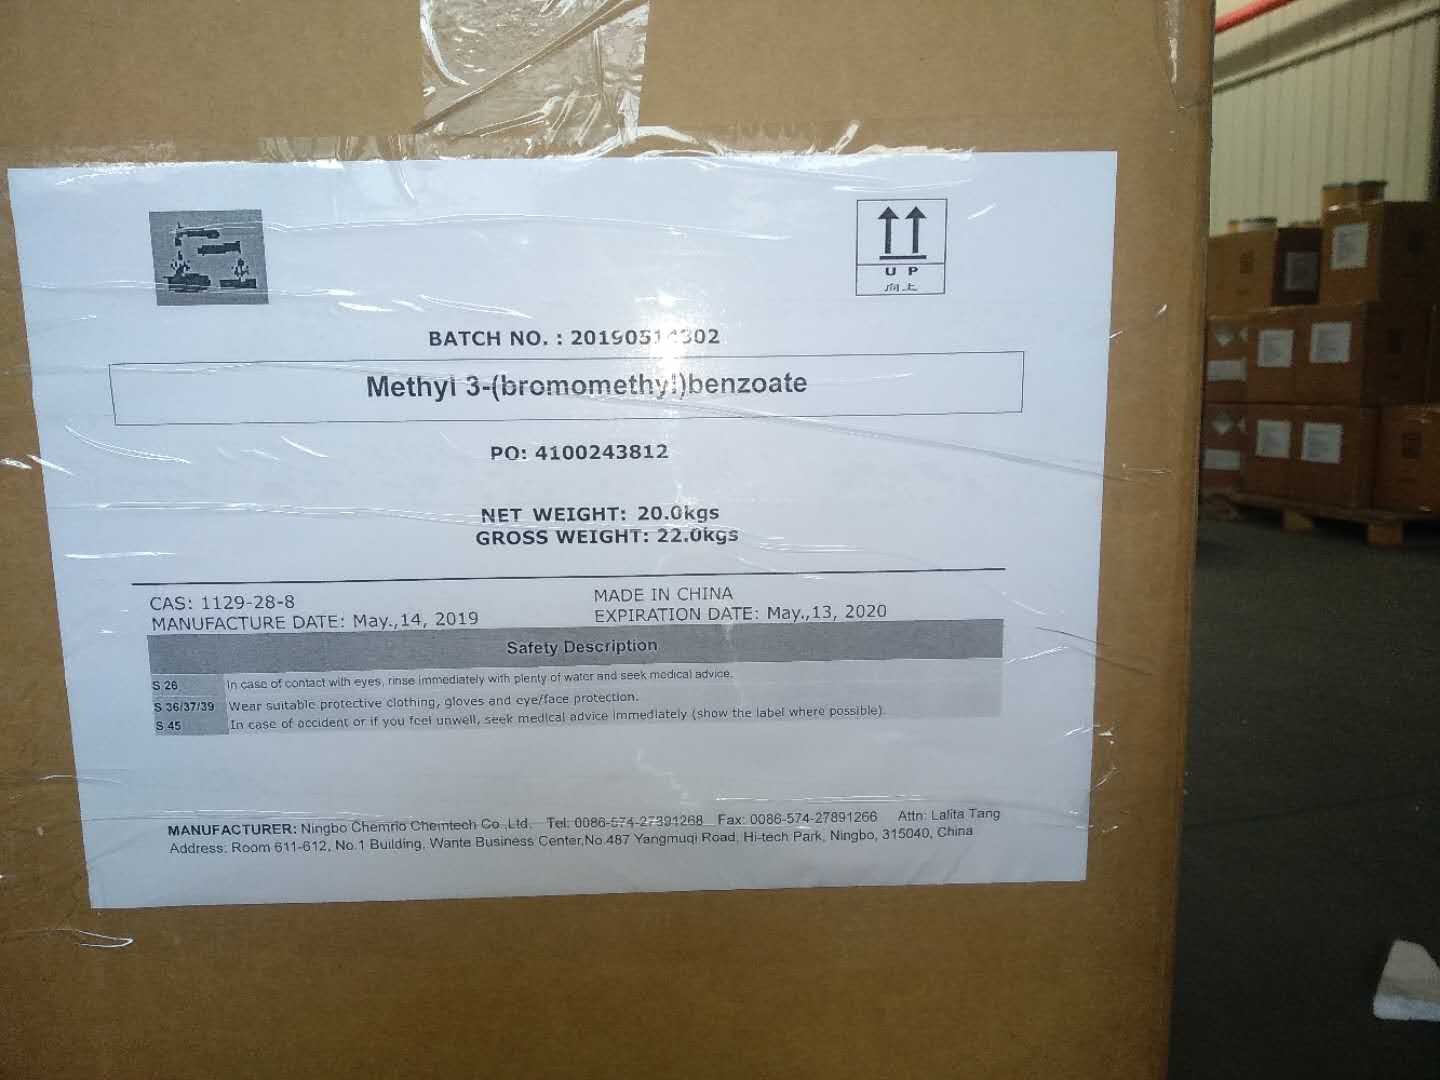 UP
向上
BATCH NO. :
Methyl 3-(bromomethyl)benzoate
PO: 4100243812
NET WEIGHT: 20.0kgs
GROSS WEIGHT: 22.0kgs
CAS: 1129-28-8
MADE IN CHINA
MANUFACTURE DATE: May.,14, 2019
EXPIRATION DATE: May.,13, 2020
Safety Description
S 26 In case of contact with eyes, rinse immediately with plenty of water and seek medical advice.
S 36/37/39 Wear suitable protective clothing, gloves and eye/face protection.
S 45 In case of accident or if you feel unwell, seek medical advice immediately (show the label where possible).
MANUFACTURER: Ningbo Chemtech Co.,Ltd. Tel: Fax: 0086-574-27891266 Attn: Lalita Tang
Address: Room 611-612, No.1 Building, Wante Business Center,No.487 Yangmuqi Road, Hi-tech Park, Ningbo, 315040, China